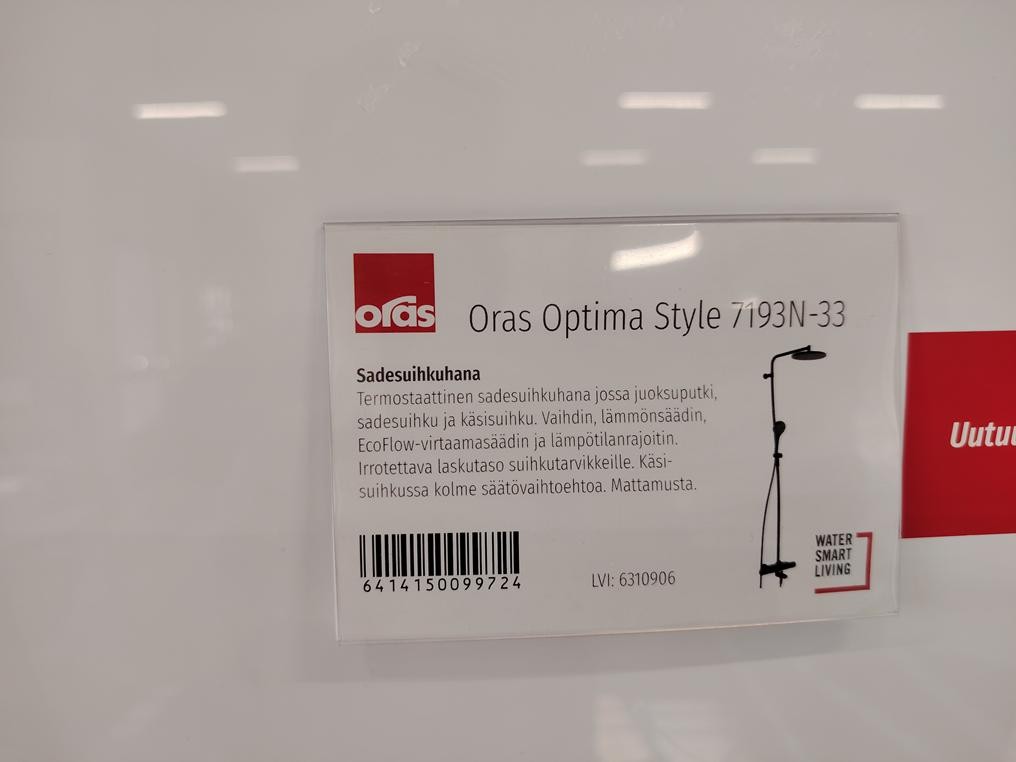 oras
Oras Optima Style 7193N-33
Sadesuihkuhana
Termostaattinen sadesuihkuhana jossa juoksuputki,
sadesuihku ja käsisuihku. Vaihdin, lämmönsäädin,
EcoFlow-virtaamasäädin ja lämpötilanrajoitin.
Irrotettava laskutaso suihkutarvikkeille. Käsi-
suihkussa kolme säätövaihtoehtoa. Mattamusta.
6414150099724
LVI: 6310906
WATER
SMART
LIVING